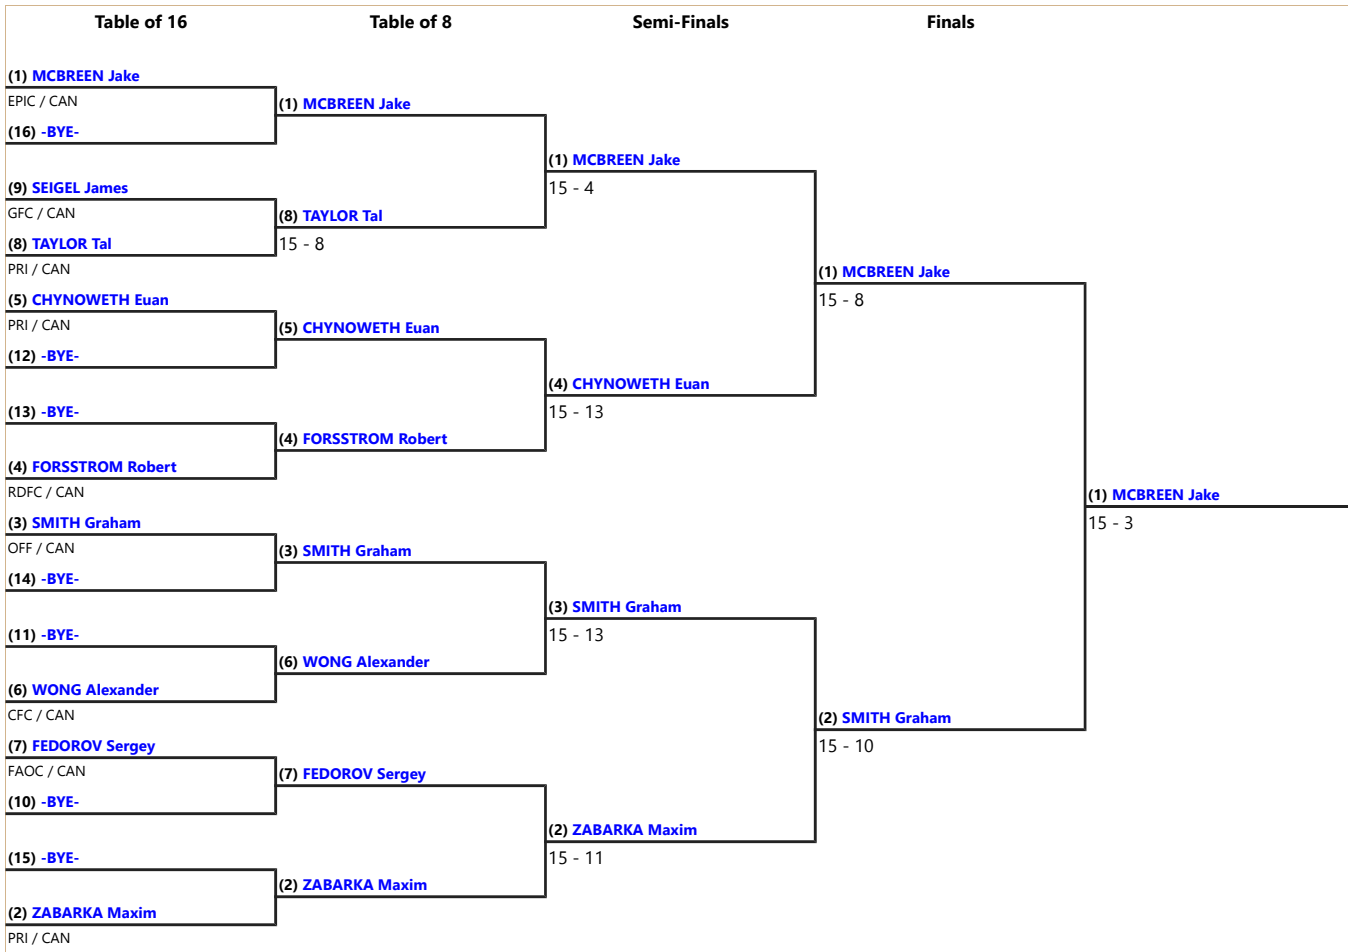 Table of 16
Table of 8
Semi-Finals
Finals
(1) MCBREEN Jake
EPIC / CAN
(16) -BYE-
(9) SEIGEL James
GFC / CAN
(8) TAYLOR Tal
PRI / CAN
(5) CHYNOWETH Euan
PRI / CAN
(12) -BYE-
(13) -BYE-
(4) FORSSTROM Robert
RDFC / CAN
(3) SMITH Graham
OFF / CAN
(14) -BYE-
(11) -BYE-
(6) WONG Alexander
CFC / CAN
(7) FEDOROV Sergey
FAOC / CAN
(10) -BYE-
(15) -BYE-
(2) ZABARKA Maxim
PRI / CAN
(1) MCBREEN Jake
(8) TAYLOR Tal
15 - 8
(5) CHYNOWETH Euan
(4) FORSSTROM Robert
(3) SMITH Graham
(6) WONG Alexander
(7) FEDOROV Sergey
(2) ZABARKA Maxim
(1) MCBREEN Jake
15 - 4
(4) CHYNOWETH Euan
15 - 13
(3) SMITH Graham
15 - 13
(2) ZABARKA Maxim
15 - 11
(1) MCBREEN Jake
15 - 8
(2) SMITH Graham
15 - 10
(1) MCBREEN Jake
15 - 3